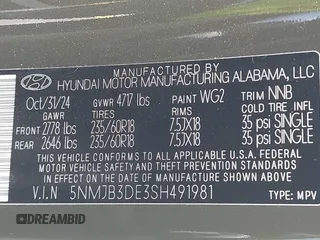 MANUFACTURED BY
HYUNDAI MOTOR MANUFACTURING ALABAMA, LLC
Oct/31/24 GVWR 4717 lbs PAINT WG2 TRIM NNB
GAWR TIRES RIMS COLD TIRE INFL
FRONT 2778 lbs 235/60R18 7.5JX18 35 psi SINGLE
REAR 2646 lbs 235/60R18 7.5JX18 35 psi SINGLE
THIS VEHICLE CONFORMS TO ALL APPLICABLE U.S.
FEDERAL MOTOR VEHICLE SAFETY, BUMPER, AND THEFT
PREVENTION STANDARDS IN EFFECT ON THE DATE OF
MANUFACTURE SHOWN ABOVE.
V.I.N 5NMJB3DE3SH491981 TYPE: MPV
DREAMBID